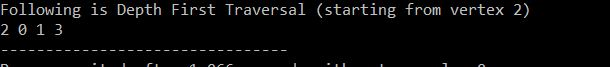 Following is Depth First Traversal (starting from vertex 2)
2 0 1 3
--------------------------------